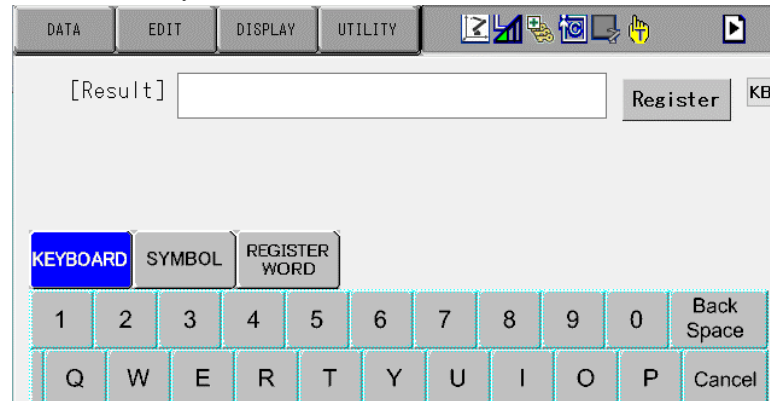 DATA EDIT DISPLAY UTILITY
[Result] Register KB
KEYBOARD SYMBOL REGISTER
WORD
1 2 3 4 5 6 7 8 9 0 Back
Space
Q W E R T Y U I O P Cancel